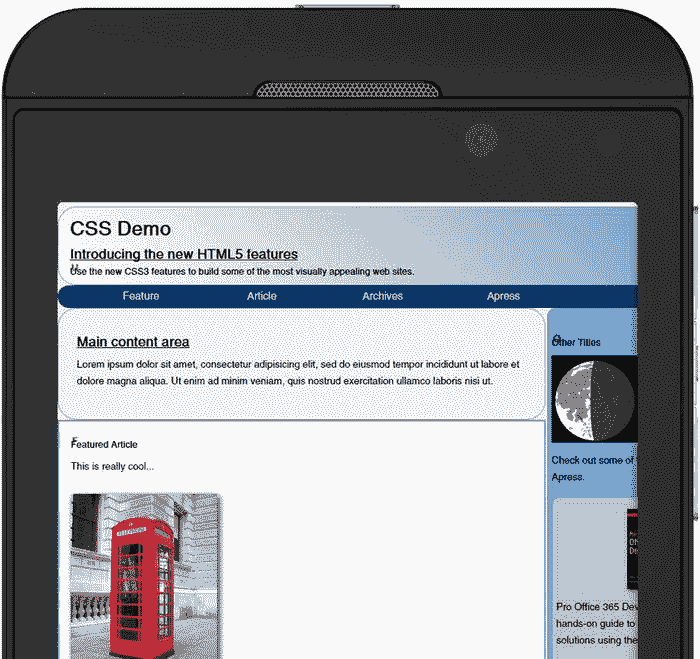 CSS Demo
Introducing the new HTML5 features
Use the new CSS3 features to build some of the most visually appealing web sites.
Feature Article Archives Apress
Main content area
Lorem ipsum dolor sit amet, consectetur adipisicing elit, sed do eiusmod tempor incididunt ut labore et
dolore magna aliqua. Ut enim ad minim veniam, quis nostrud exercitation ullamco laboris nisi ut.
Featured Article
This is really cool...
TELEPHONE
Other Titles
Check out some of
Apress.
Pro Office 365 Dev
hands-on guide to
solutions using the